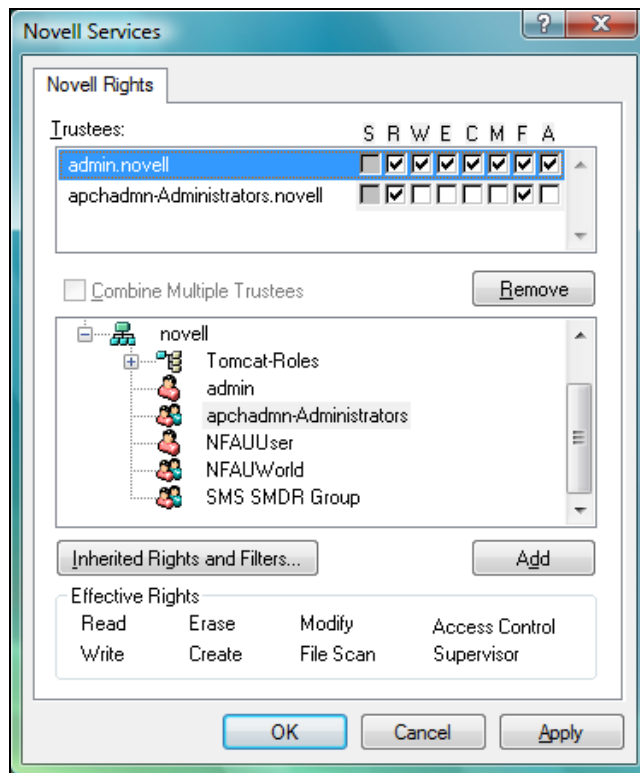 Novell Services
Novell Rights
Trustees: S R W E C M F A
admin.novell
apchadmn-Administrators.novell
Combine Multiple Trustees Remove
novell
Tomcat-Roles
admin
apchadmn-Administrators
NFAUUser
NFAUWorld
SMS SMDR Group
Inherited Rights and Filters... Add
Effective Rights
Read Erase Modify Access Control
Write Create File Scan Supervisor
OK Cancel Apply